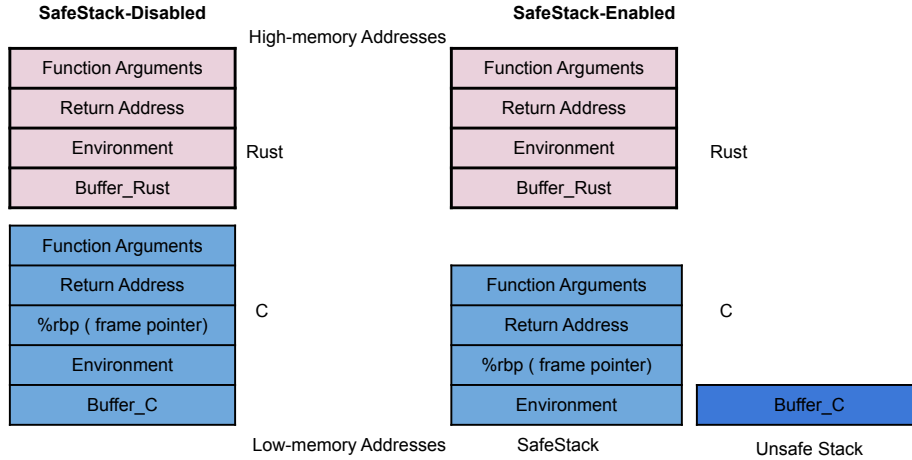 SafeStack-Disabled
SafeStack-Enabled
High-memory Addresses
Function Arguments
Return Address
Environment
Buffer_Rust
Rust
Function Arguments
Return Address
%rbp ( frame pointer)
Environment
Buffer_C
C
Function Arguments
Return Address
Environment
Buffer_Rust
Rust
Function Arguments
Return Address
%rbp ( frame pointer)
Environment
C
Buffer_C
Low-memory Addresses
SafeStack
Unsafe Stack